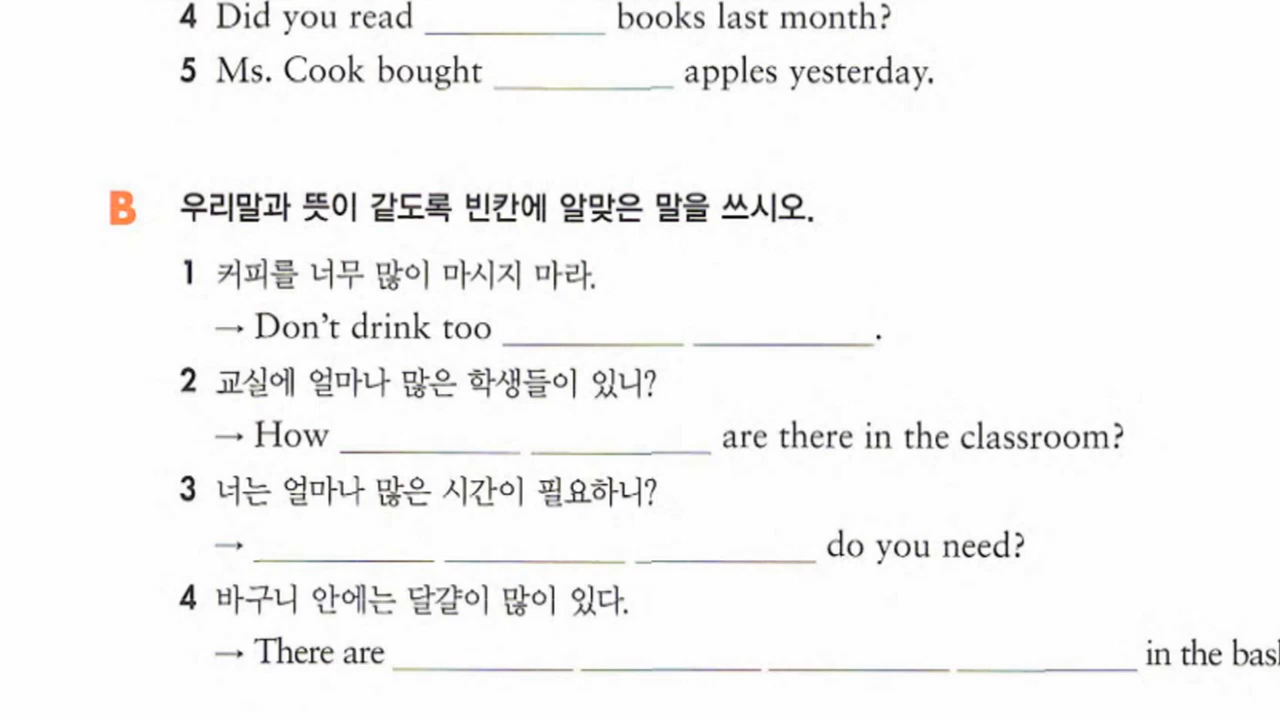 4 Did you read __________ books last month?
5 Ms. Cook bought __________ apples yesterday.
B 우리말과 뜻이 같도록 빈칸에 알맞은 말을 쓰시오.
1 커피를 너무 많이 마시지 마라.
→ Don't drink too __________ __________.
2 교실에 얼마나 많은 학생들이 있니?
→ How __________ __________ are there in the classroom?
3 너는 얼마나 많은 시간이 필요하니?
→ __________ __________ __________ do you need?
4 바구니 안에는 달걀이 많이 있다.
→ There are __________ __________ __________ __________ in the